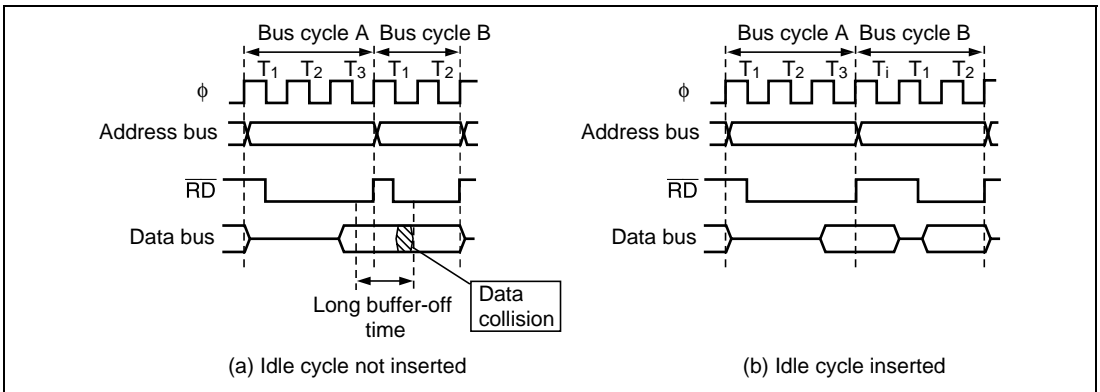 Bus cycle A Bus cycle B
T1 T2 T3 T1 T2
ϕ
Address bus
RD
Data bus
Long buffer-off
time
Data
collision
(a) Idle cycle not inserted
Bus cycle A Bus cycle B
T1 T2 T3 Ti T1 T2
ϕ
Address bus
RD
Data bus
(b) Idle cycle inserted